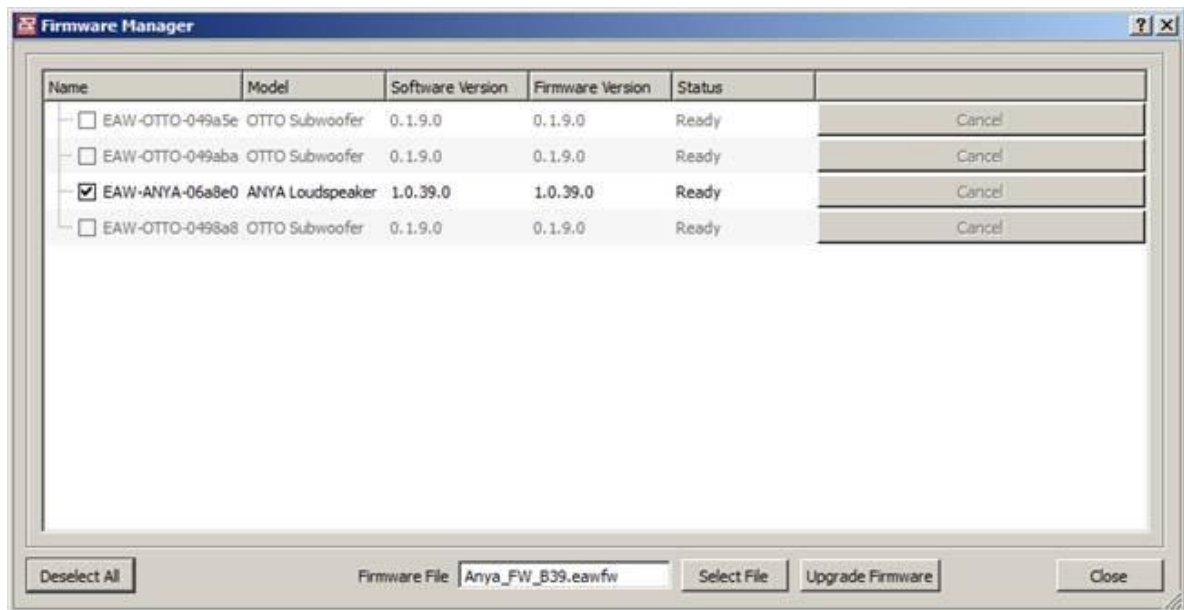 Firmware Manager
Name Model Software Version Firmware Version Status
EAW-OTTO-049a5e OTTO Subwoofer 0.1.9.0 0.1.9.0 Ready Cancel
EAW-OTTO-049aba OTTO Subwoofer 0.1.9.0 0.1.9.0 Ready Cancel
EAW-ANYA-06a8e0 ANYA Loudspeaker 1.0.39.0 1.0.39.0 Ready Cancel
EAW-OTTO-0498a8 OTTO Subwoofer 0.1.9.0 0.1.9.0 Ready Cancel
Deselect All Firmware File Anya_FW_B39.eawfw Select File Upgrade Firmware Close